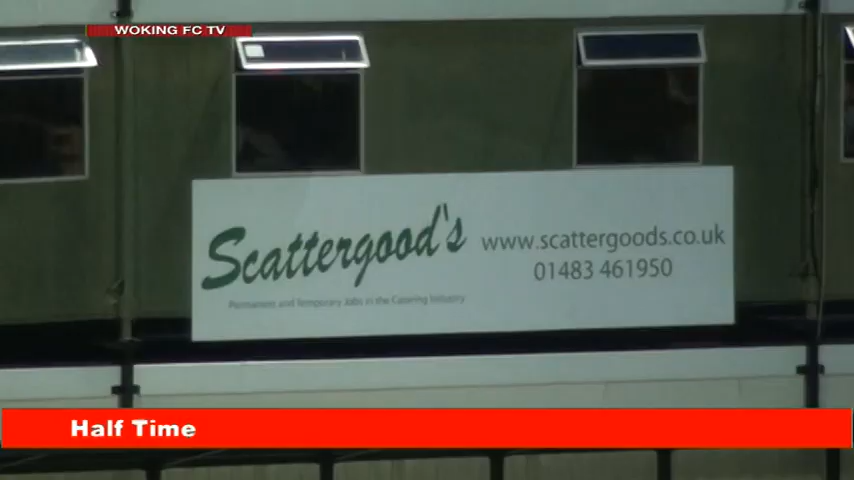 WOKING FC TV
Scattergood's
www.scattergoods.co.uk
01483 461950
Permanent and Temporary Jobs in the Catering Industry
Half Time